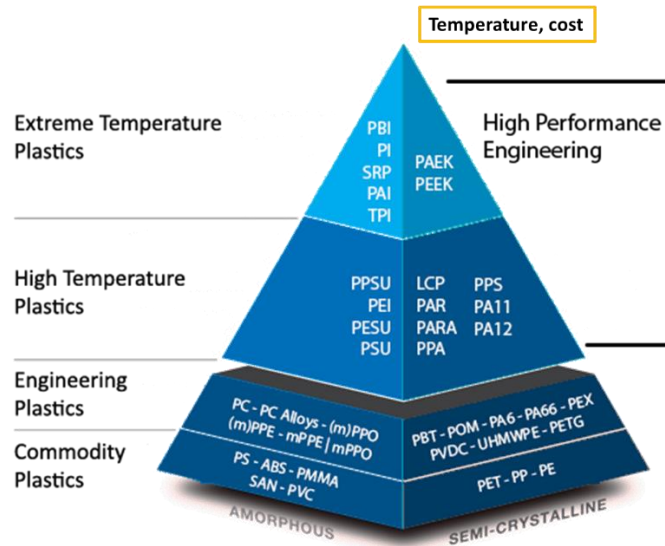 Temperature, cost
Extreme Temperature
Plastics
PBI
PI
SRP
PAI
TPI
PAEK
PEEK
High Performance
Engineering
High Temperature
Plastics
PPSU
PEI
PESU
PSU
LCP
PAR
PARA
PPA
PPS
PA11
PA12
Engineering
Plastics
PC - PC Alloys - (m)PPO
(m)PPE - mPPE | mPPO
PBT - POM - PA6 - PA66 - PEX
PVDC - UHMWPE - PETG
Commodity
Plastics
PS - ABS - PMMA
SAN - PVC
PET - PP - PE
AMORPHOUS
SEMI-CRYSTALLINE